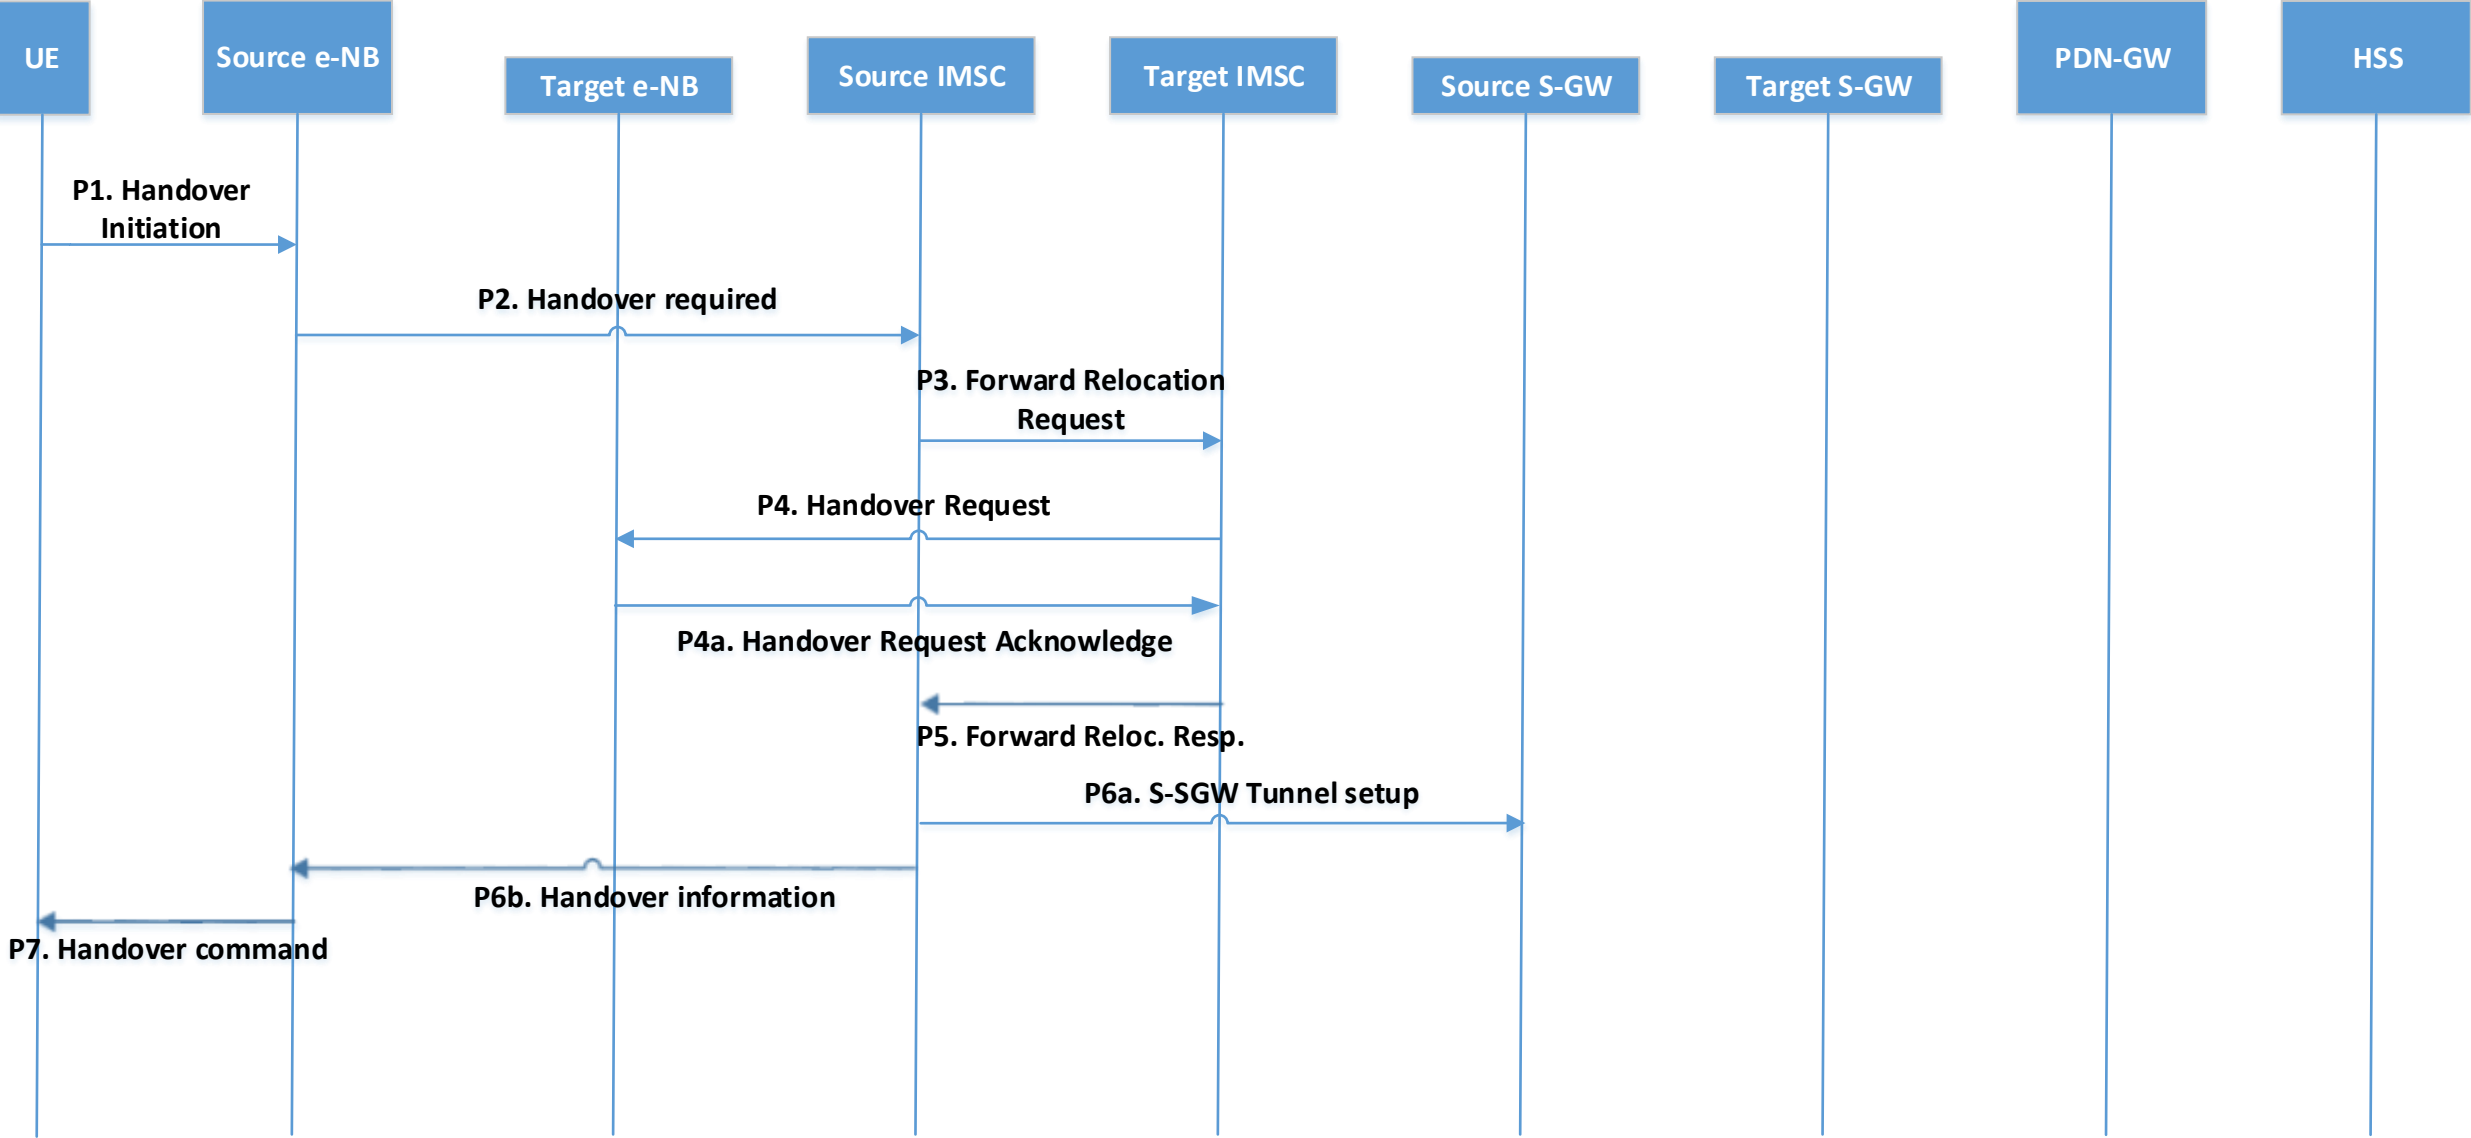 UE
Source e-NB
Target e-NB
Source IMSC
Target IMSC
Source S-GW
Target S-GW
PDN-GW
HSS
P1. Handover
Initiation
P2. Handover required
P3. Forward Relocation
Request
P4. Handover Request
P4a. Handover Request Acknowledge
P5. Forward Reloc. Resp.
P6a. S-SGW Tunnel setup
P6b. Handover information
P7. Handover command